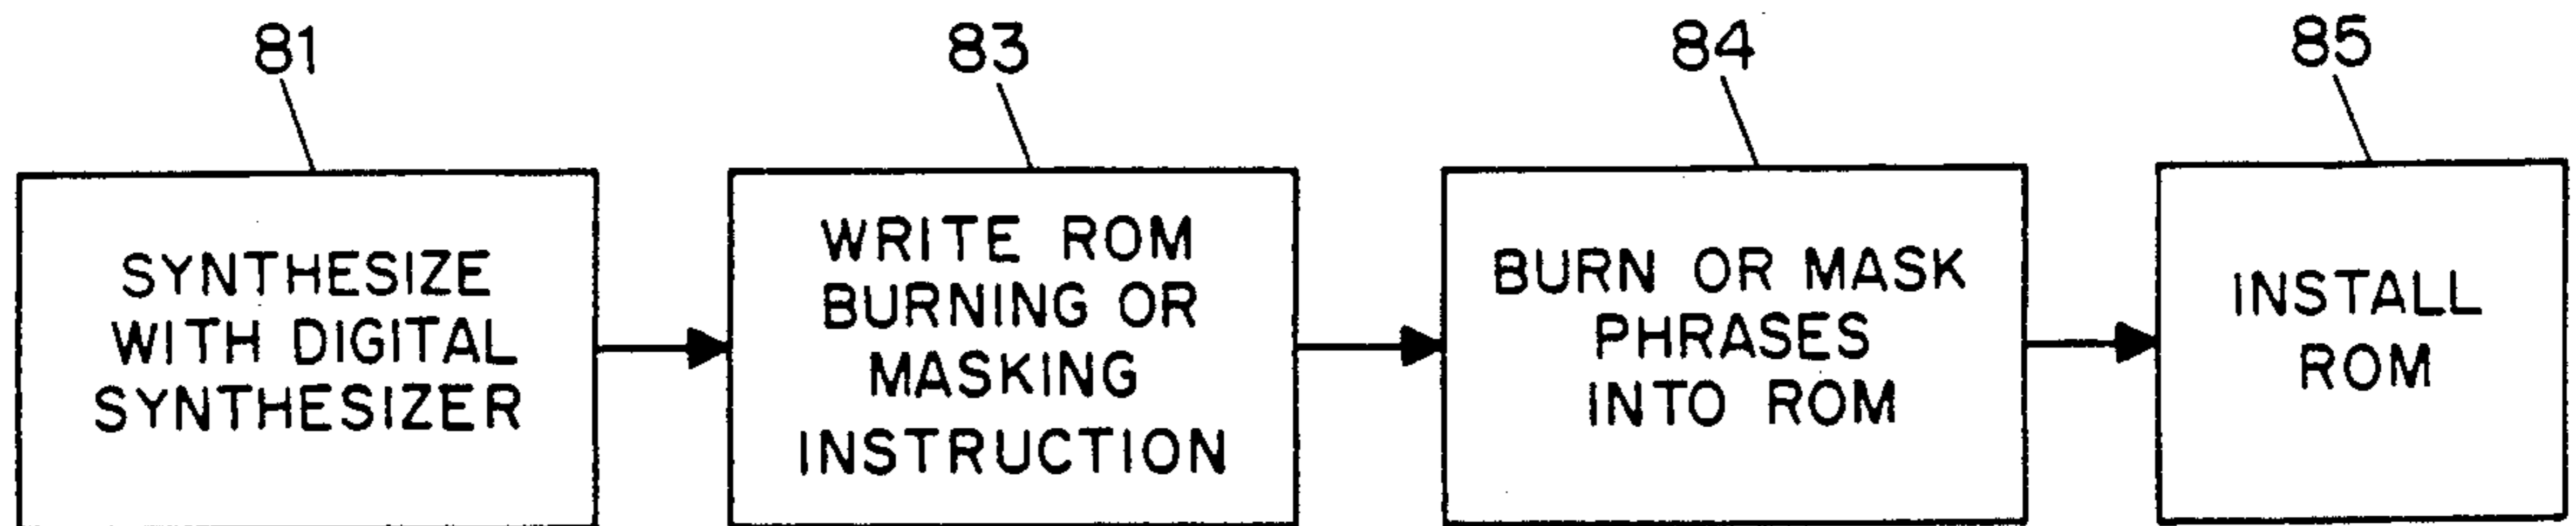 81
83
84
85
SYNTHESIZE
WITH DIGITAL
SYNTHESIZER
WRITE ROM
BURNING OR
MASKING
INSTRUCTION
BURN OR MASK
PHRASES
INTO ROM
INSTALL
ROM